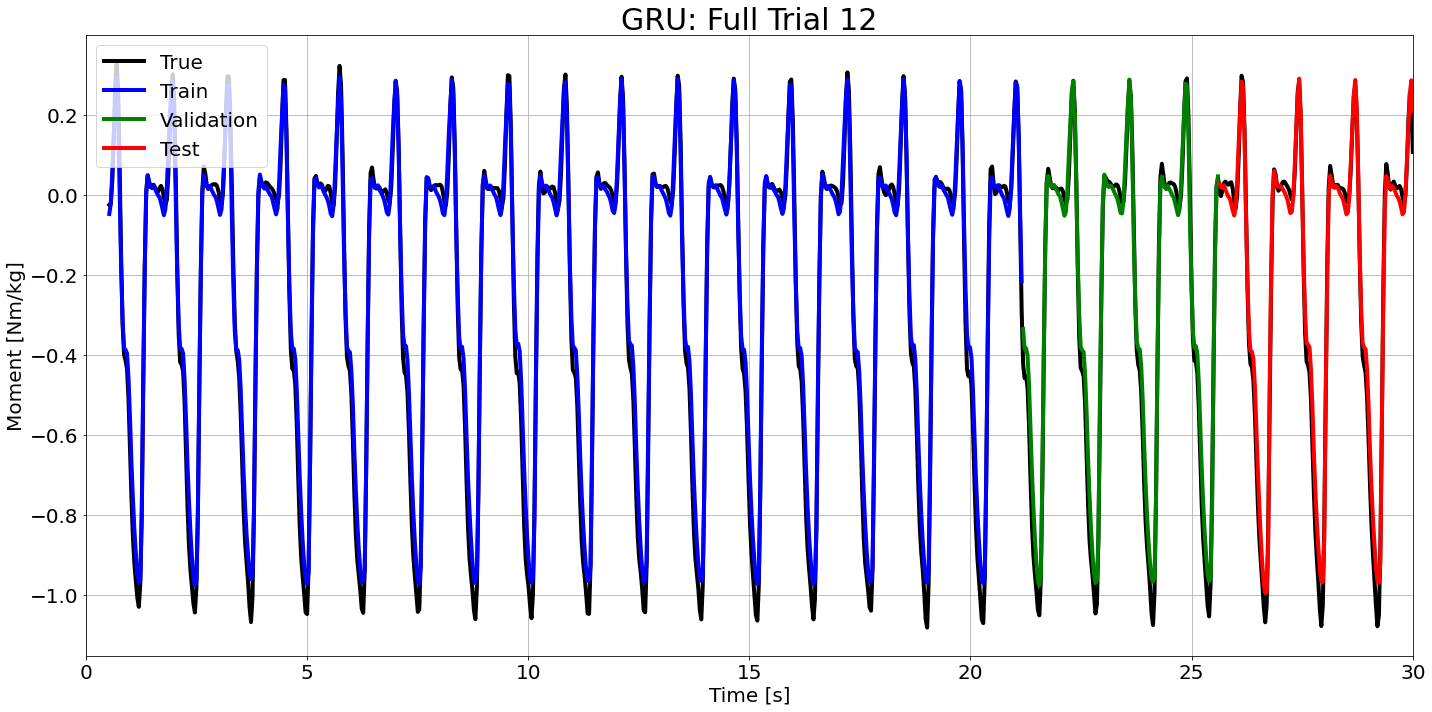 GRU: Full Trial 12
True
Train
Validation
Test
0.2
0.0
−0.2
−0.4
−0.6
−0.8
−1.0
Moment [Nm/kg]
0 5 10 15 20 25 30
Time [s]